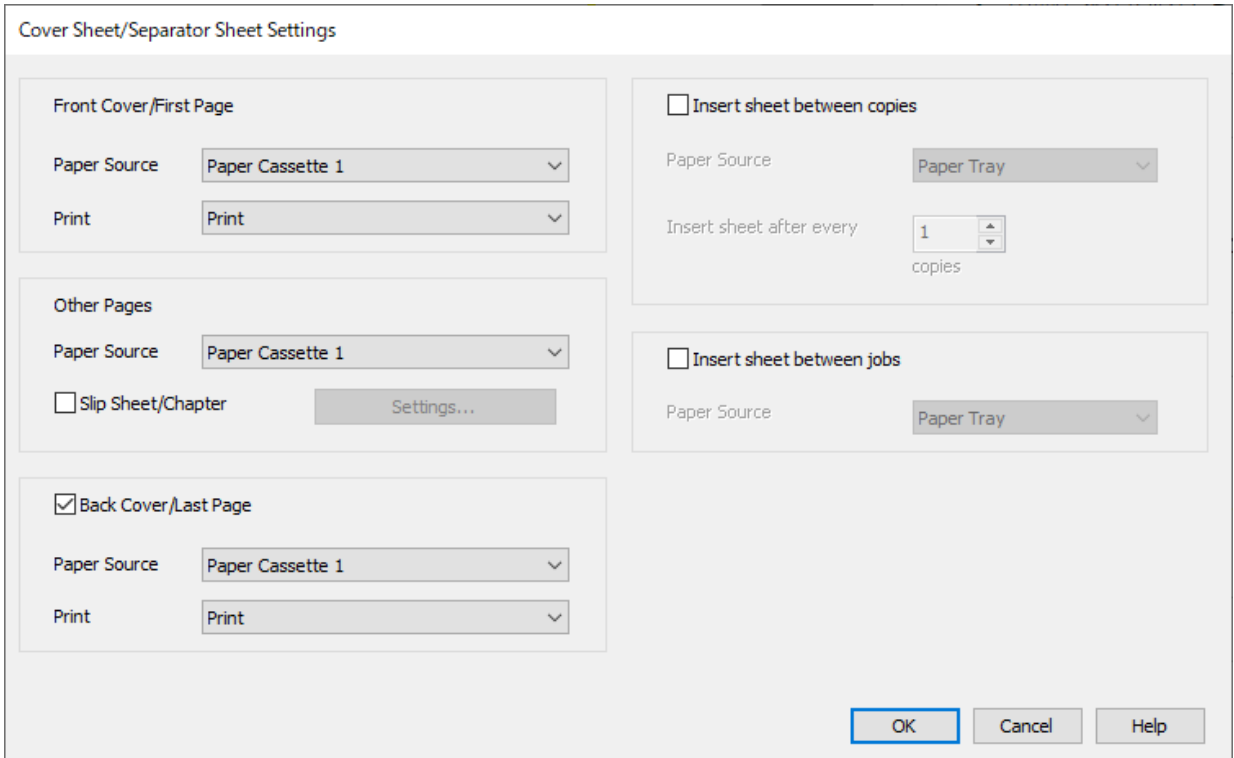 Cover Sheet/Separator Sheet Settings
Front Cover/First Page
Paper Source Paper Cassette 1
Print Print
Other Pages
Paper Source Paper Cassette 1
Slip Sheet/Chapter Settings...
Back Cover/Last Page
Paper Source Paper Cassette 1
Print Print
Insert sheet between copies
Paper Source Paper Tray
Insert sheet after every 1
copies
Insert sheet between jobs
Paper Source Paper Tray
OK Cancel Help